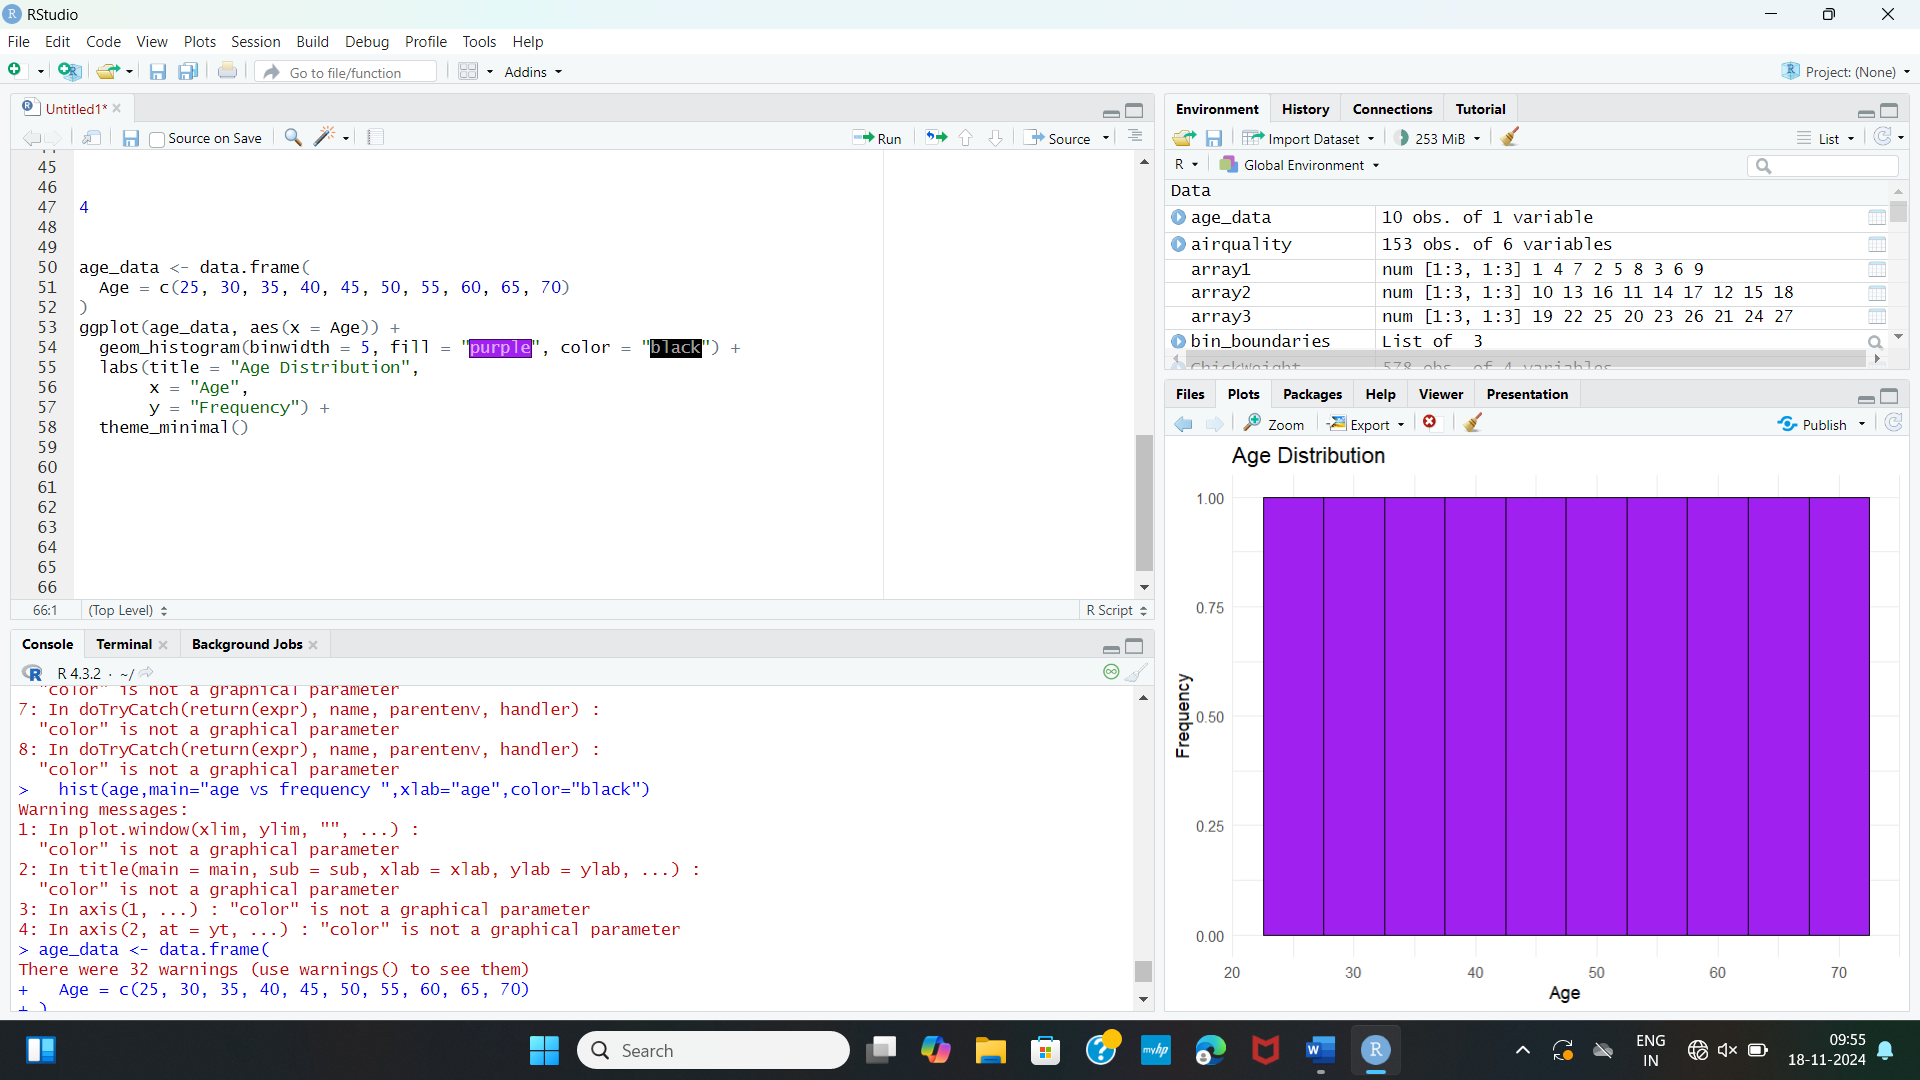 RStudio
File Edit Code View Plots Session Build Debug Profile Tools Help
Go to file/function Addins Project: (None)
Untitled1*
Source on Save Run Source
45
46
47 4
48
49
50 age_data <- data.frame(
51 Age = c(25, 30, 35, 40, 45, 50, 55, 60, 65, 70)
52 )
53 ggplot(age_data, aes(x = Age)) +
54 geom_histogram(binwidth = 5, fill = "purple", color = "black") +
55 labs(title = "Age Distribution",
56 x = "Age",
57 y = "Frequency") +
58 theme_minimal()
59
60
61
62
63
64
65
66
66:1 (Top Level) R Script
Console Terminal Background Jobs
R 4.3.2 · ~/
"color" is not a graphical parameter
7: In doTryCatch(return(expr), name, parentenv, handler) :
"color" is not a graphical parameter
8: In doTryCatch(return(expr), name, parentenv, handler) :
"color" is not a graphical parameter
> hist(age,main="age vs frequency ",xlab="age",color="black")
Warning messages:
1: In plot.window(xlim, ylim, "", ...) :
"color" is not a graphical parameter
2: In title(main = main, sub = sub, xlab = xlab, ylab = ylab, ...) :
"color" is not a graphical parameter
3: In axis(1, ...) : "color" is not a graphical parameter
4: In axis(2, at = yt, ...) : "color" is not a graphical parameter
> age_data <- data.frame(
There were 32 warnings (use warnings() to see them)
+ Age = c(25, 30, 35, 40, 45, 50, 55, 60, 65, 70)
+ )
Environment History Connections Tutorial
Import Dataset 253 MiB List
R Global Environment
Data
age_data 10 obs. of 1 variable
airquality 153 obs. of 6 variables
array1 num [1:3, 1:3] 1 4 7 2 5 8 3 6 9
array2 num [1:3, 1:3] 10 13 16 11 14 17 12 15 18
array3 num [1:3, 1:3] 19 22 25 20 23 26 21 24 27
bin_boundaries List of 3
ChickWeight 578 obs. of 4 variables
Files Plots Packages Help Viewer Presentation
Zoom Export Publish
Age Distribution
1.00
0.75
0.50
0.25
0.00
Frequency
20 30 40 50 60 70
Age
Search
myhp
ENG
IN
09:55
18-11-2024